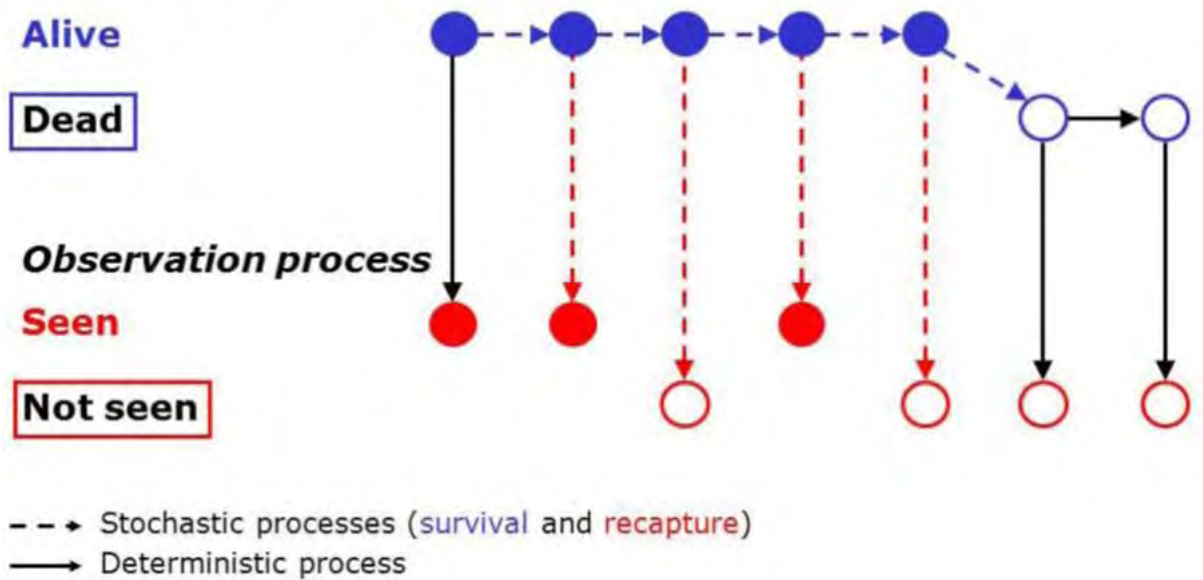 Alive
Dead
Observation process
Seen
Not seen
Stochastic processes (survival and recapture)
Deterministic process